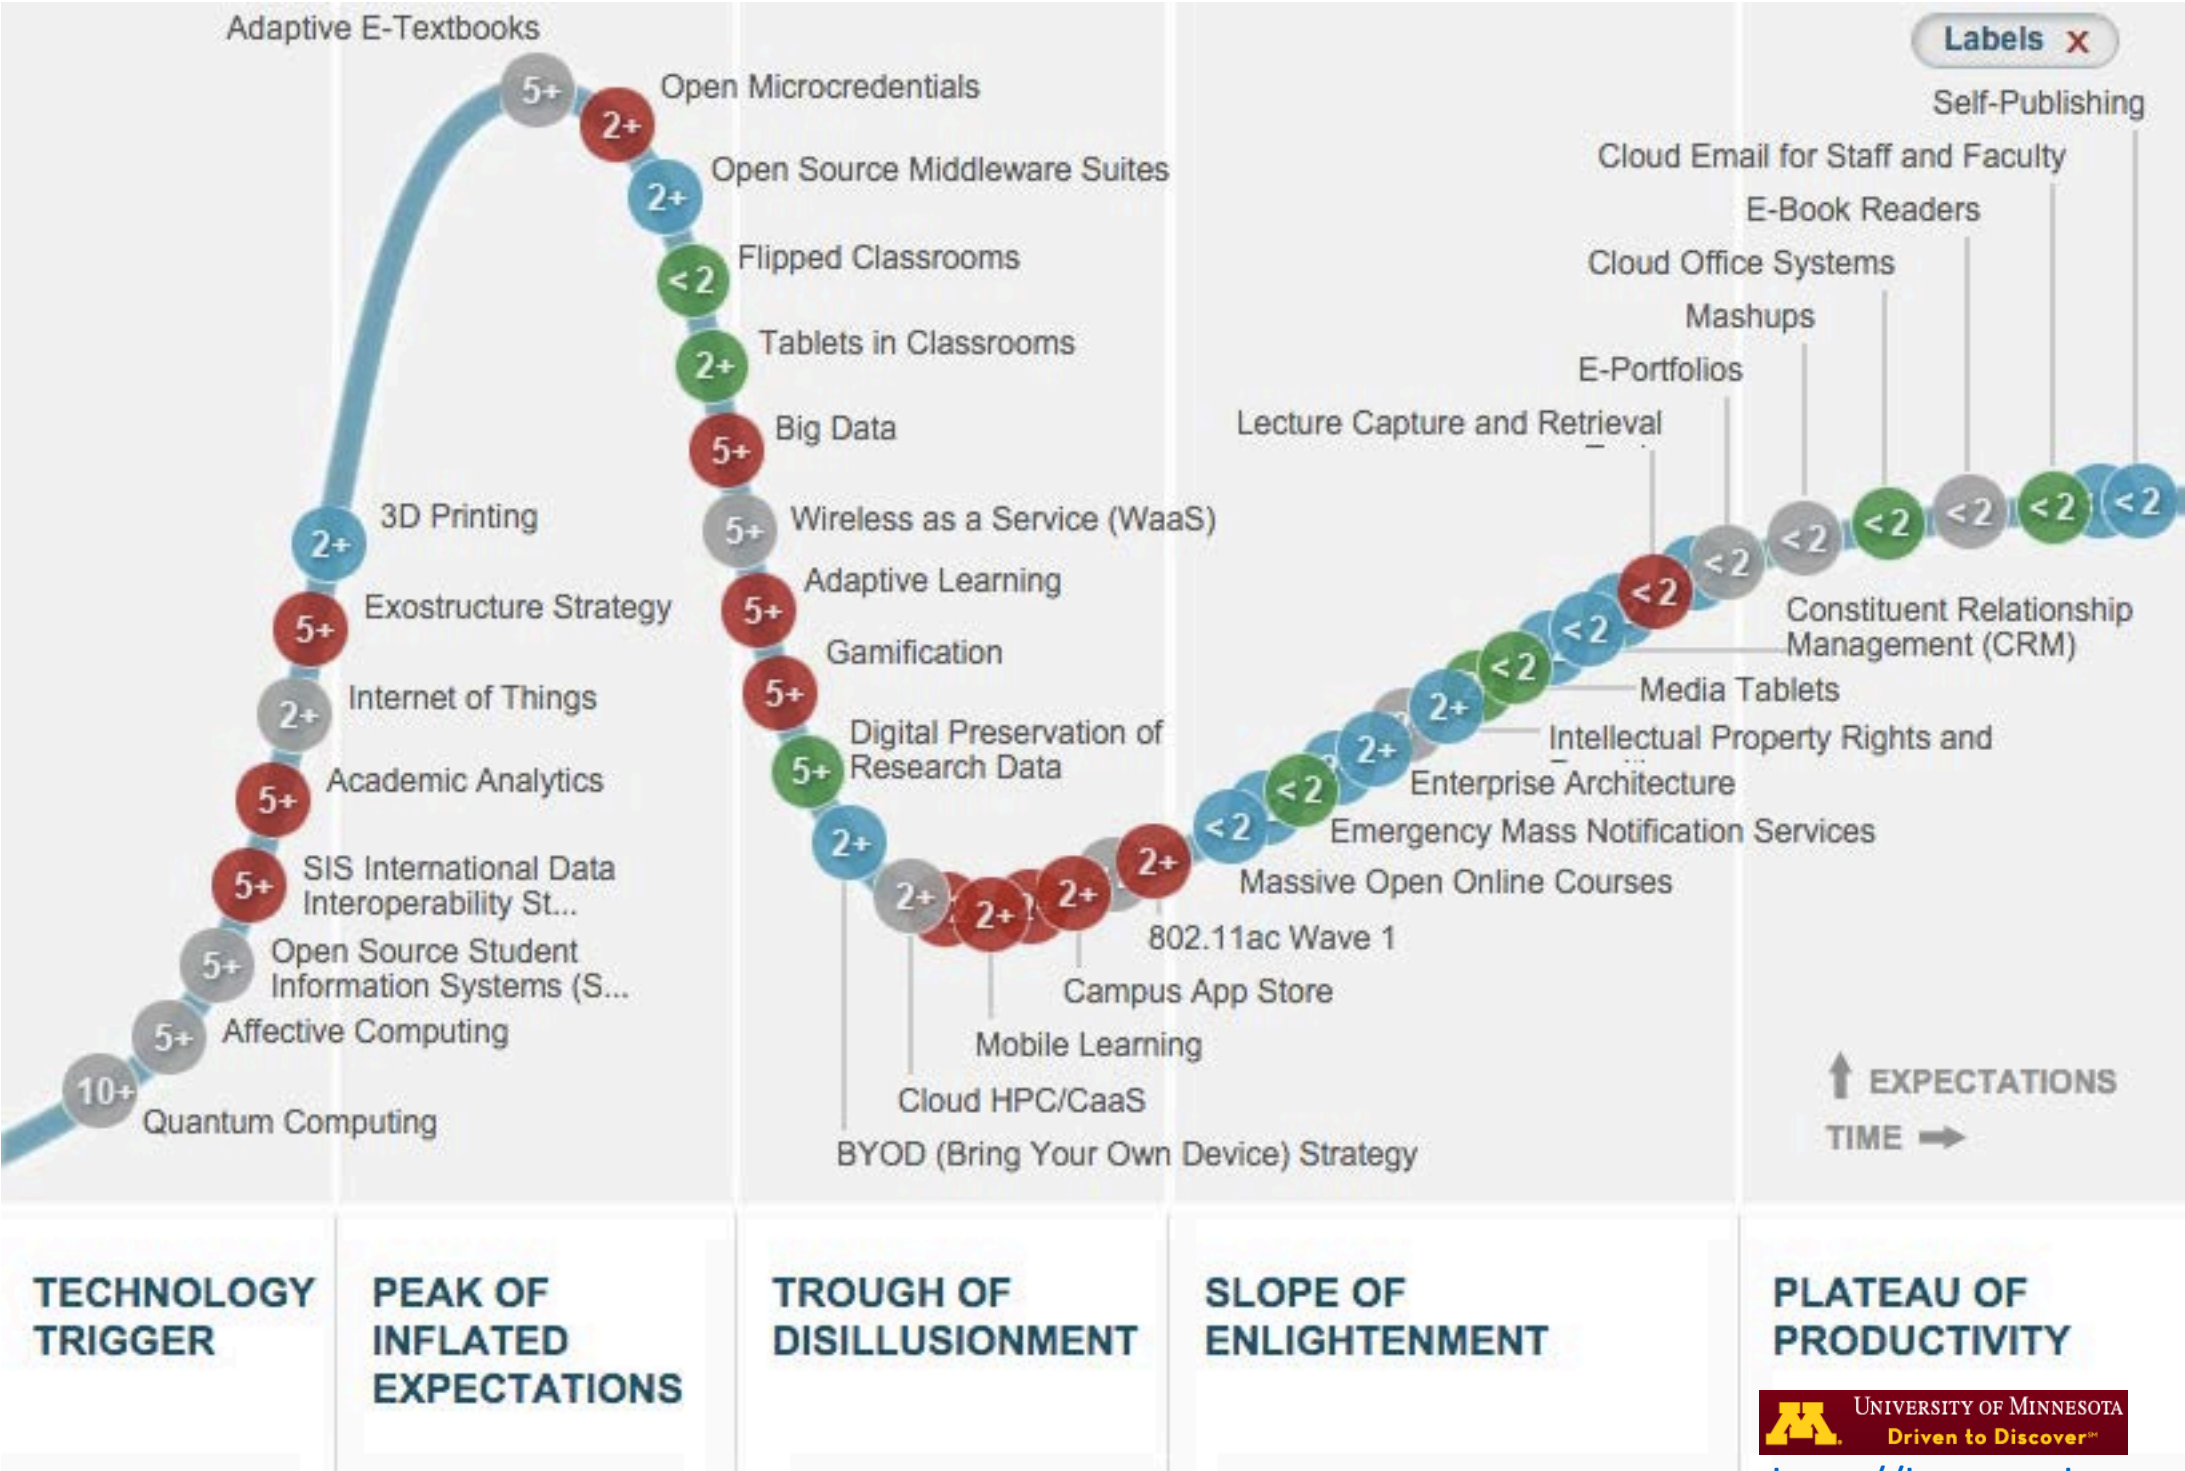 Adaptive E-Textbooks
5+
Open Microcredentials
2+
Open Source Middleware Suites
2+
Flipped Classrooms
< 2
Tablets in Classrooms
2+
Big Data
5+
Wireless as a Service (WaaS)
5+
Adaptive Learning
5+
Gamification
5+
Digital Preservation of
Research Data
5+
2+
3D Printing
2+
Exostructure Strategy
5+
Internet of Things
2+
Academic Analytics
5+
SIS International Data
Interoperability St...
5+
Open Source Student
Information Systems (S...
5+
Affective Computing
5+
Quantum Computing
10+
2+
2+
2+
2+
802.11ac Wave 1
Campus App Store
Mobile Learning
Cloud HPC/CaaS
BYOD (Bring Your Own Device) Strategy
Labels x
Self-Publishing
Cloud Email for Staff and Faculty
E-Book Readers
Cloud Office Systems
Mashups
E-Portfolios
Lecture Capture and Retrieval
< 2
< 2
< 2
< 2
< 2
< 2
< 2
< 2
Constituent Relationship
Management (CRM)
< 2
Media Tablets
2+
Intellectual Property Rights and
2+
Enterprise Architecture
< 2
Emergency Mass Notification Services
< 2
Massive Open Online Courses
EXPECTATIONS
TIME
TECHNOLOGY
TRIGGER
PEAK OF
INFLATED
EXPECTATIONS
TROUGH OF
DISILLUSIONMENT
SLOPE OF
ENLIGHTENMENT
PLATEAU OF
PRODUCTIVITY
M
UNIVERSITY OF MINNESOTA
Driven to Discover℠